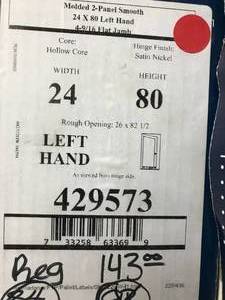 Molded 2-Panel Smooth
24 X 80 Left Hand
4-9/16 Flat Jamb
Core:
Hollow Core
Hinge Finish:
Satin Nickel
WIDTH
HEIGHT
24
80
Rough Opening: 26 x 82 1/2
LEFT
HAND
As viewed from hinge side.
429573
7 33258 63369 9
Reg 143.00